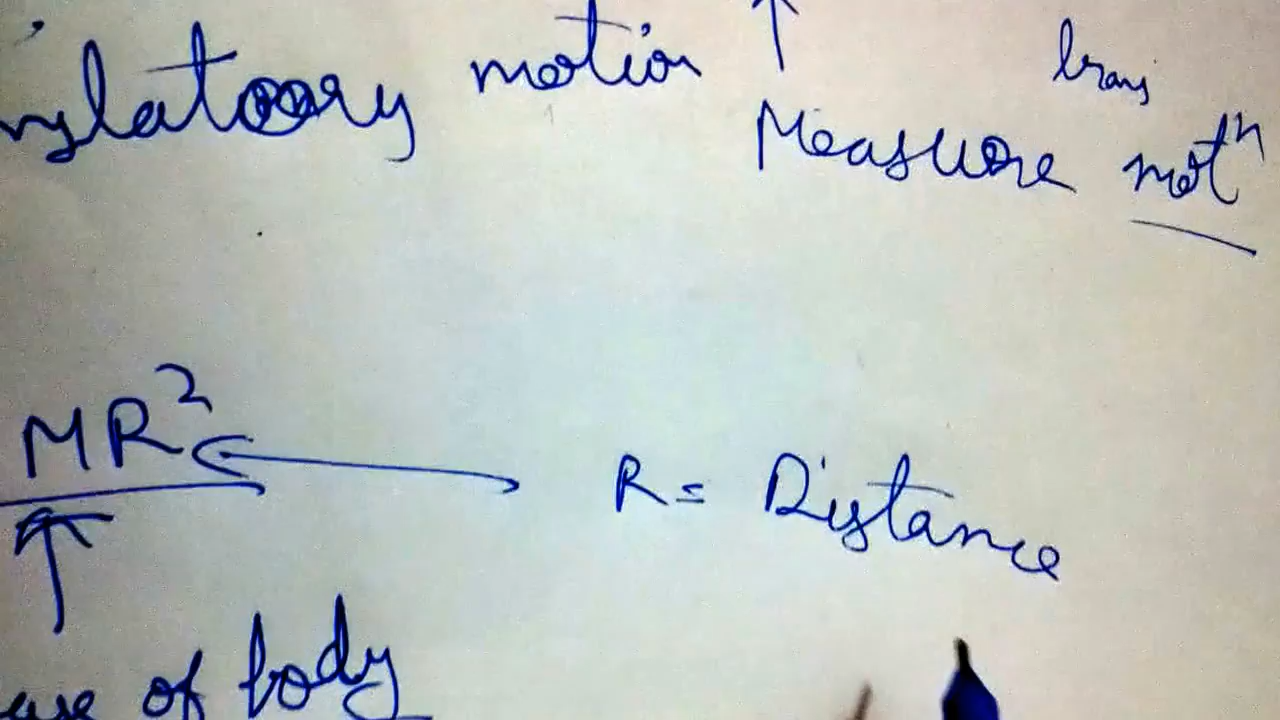 motion
trans
Measure motn
MR²
R = Distance
of body